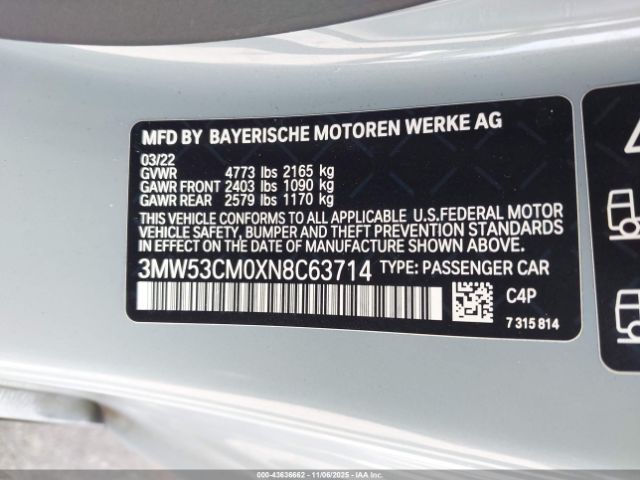 MFD BY BAYERISCHE MOTOREN WERKE AG
03/22
GVWR 4773 lbs 2165 kg
GAWR FRONT 2403 lbs 1090 kg
GAWR REAR 2579 lbs 1170 kg
THIS VEHICLE CONFORMS TO ALL APPLICABLE U.S.FEDERAL MOTOR
VEHICLE SAFETY, BUMPER AND THEFT PREVENTION STANDARDS
IN EFFECT ON THE DATE OF MANUFACTURE SHOWN ABOVE.
3MW53CM0XN8C63714 TYPE: PASSENGER CAR
C4P
7 315 814
000-43636662 - 11/06/2025 - IAAI.COM